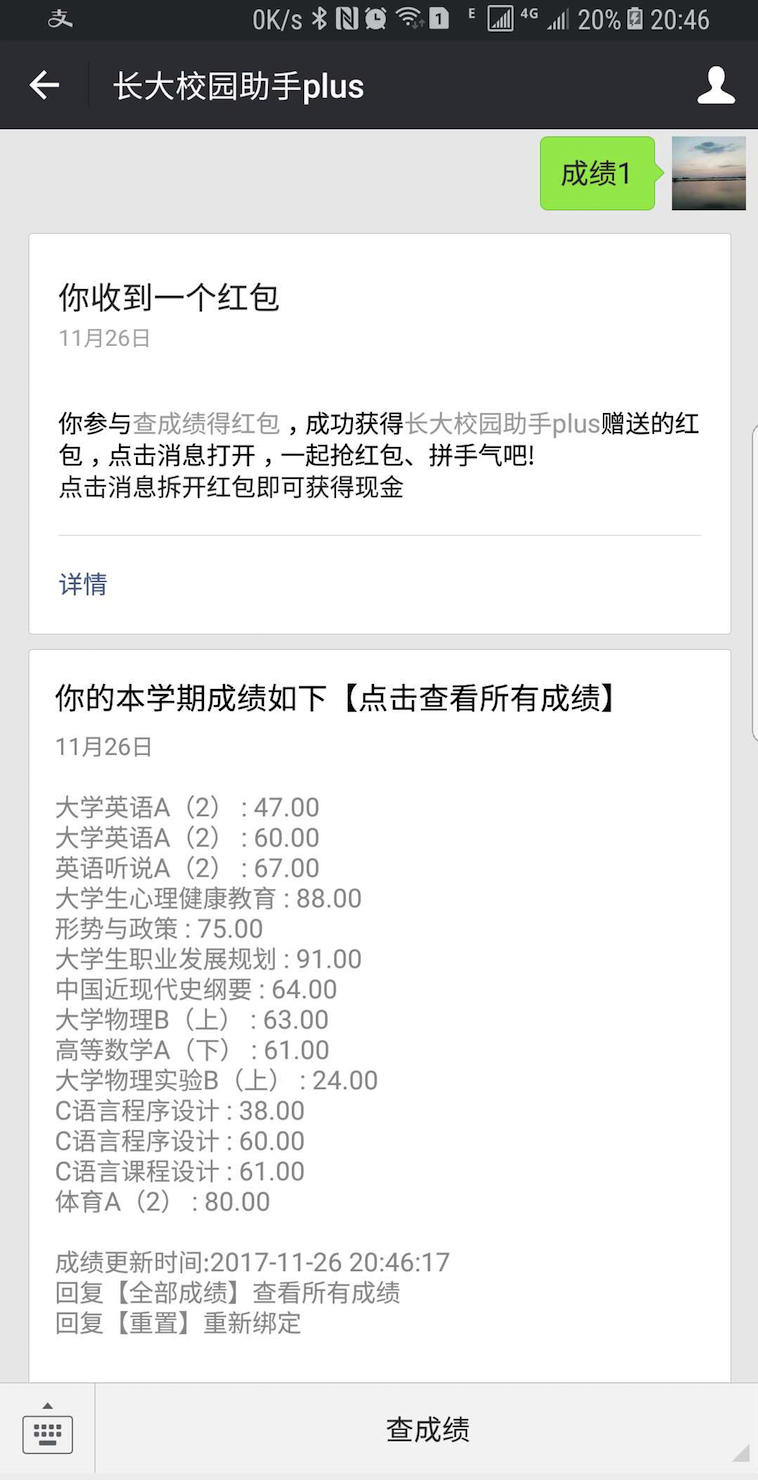 支 0K/s 1 E 4G 20% 20:46
长大校园助手plus
成绩1
你收到一个红包
11月26日
你参与查成绩得红包，成功获得长大校园助手plus赠送的红
包，点击消息打开，一起抢红包、拼手气吧!
点击消息拆开红包即可获得现金
详情
你的本学期成绩如下【点击查看所有成绩】
11月26日
大学英语A（2）: 47.00
大学英语A（2）: 60.00
英语听说A（2）: 67.00
大学生心理健康教育 : 88.00
形势与政策 : 75.00
大学生职业发展规划 : 91.00
中国近现代史纲要 : 64.00
大学物理B（上）: 63.00
高等数学A（下）: 61.00
大学物理实验B（上）: 24.00
C语言程序设计 : 38.00
C语言程序设计 : 60.00
C语言课程设计 : 61.00
体育A（2）: 80.00
成绩更新时间:2017-11-26 20:46:17
回复【全部成绩】查看所有成绩
回复【重置】重新绑定
查成绩